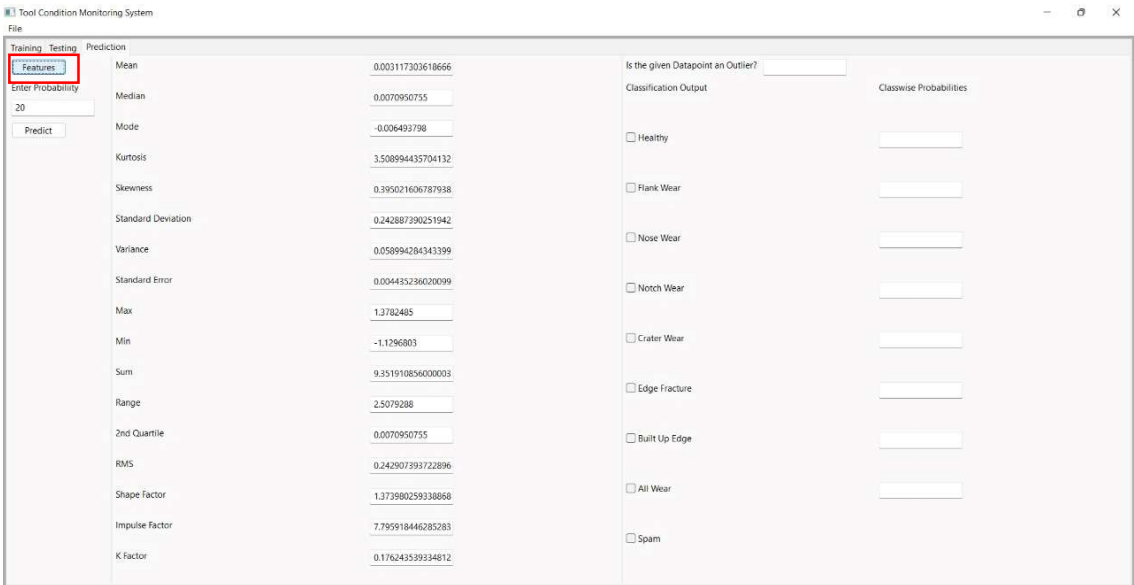 Tool Condition Monitoring System
File
Training Testing Prediction
Features
Enter Probability
20
Predict
Mean 0.003117303618666
Median 0.0070950755
Mode -0.006493798
Kurtosis 3.508994435704132
Skewness 0.395021606787938
Standard Deviation 0.242887390251942
Variance 0.058994284343399
Standard Error 0.004435236020099
Max 1.3782485
Min -1.1296803
Sum 9.351910856000003
Range 2.5079288
2nd Quartile 0.0070950755
RMS 0.242907393722896
Shape Factor 1.373980259338868
Impulse Factor 7.795918446285283
K Factor 0.176243539334812
Is the given Datapoint an Outlier?
Classification Output Classwise Probabilities
Healthy
Flank Wear
Nose Wear
Notch Wear
Crater Wear
Edge Fracture
Built Up Edge
All Wear
Spam